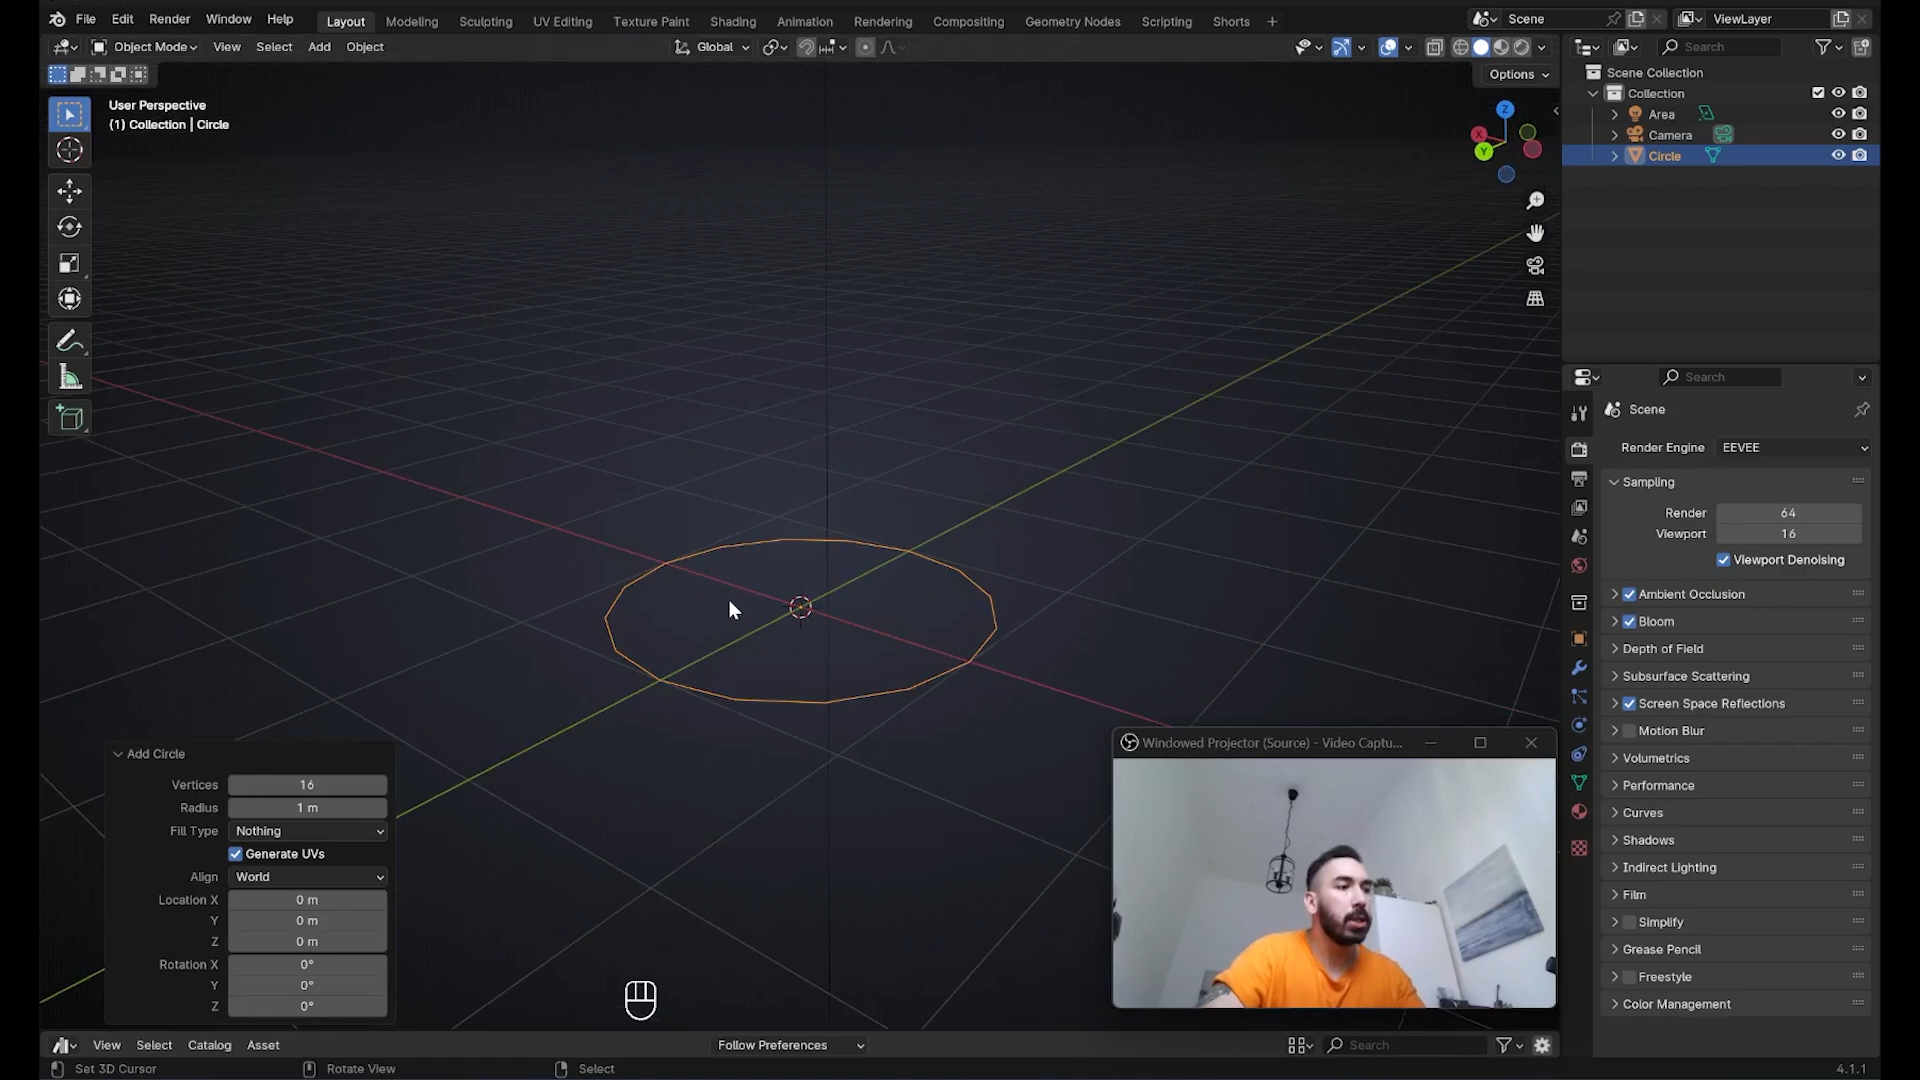 File Edit Render Window Help Layout Modeling Sculpting UV Editing Texture Paint Shading Animation Rendering Compositing Geometry Nodes Scripting Shorts + Scene ViewLayer
Object Mode View Select Add Object Global Search
Options
User Perspective
(1) Collection | Circle
Z
X
Y
Scene Collection
Collection
Area
Camera
Circle
Search
Scene
Render Engine EEVEE
Sampling
Render 64
Viewport 16
Viewport Denoising
Ambient Occlusion
Bloom
Depth of Field
Subsurface Scattering
Screen Space Reflections
Motion Blur
Volumetrics
Performance
Curves
Shadows
Indirect Lighting
Film
Simplify
Grease Pencil
Freestyle
Color Management
Add Circle
Vertices 16
Radius 1 m
Fill Type Nothing
Generate UVs
Align World
Location X 0 m
Y 0 m
Z 0 m
Rotation X 0°
Y 0°
Z 0°
Windowed Projector (Source) - Video Captu...
View Select Catalog Asset Follow Preferences Search
Set 3D Cursor Rotate View Select 4.1.1